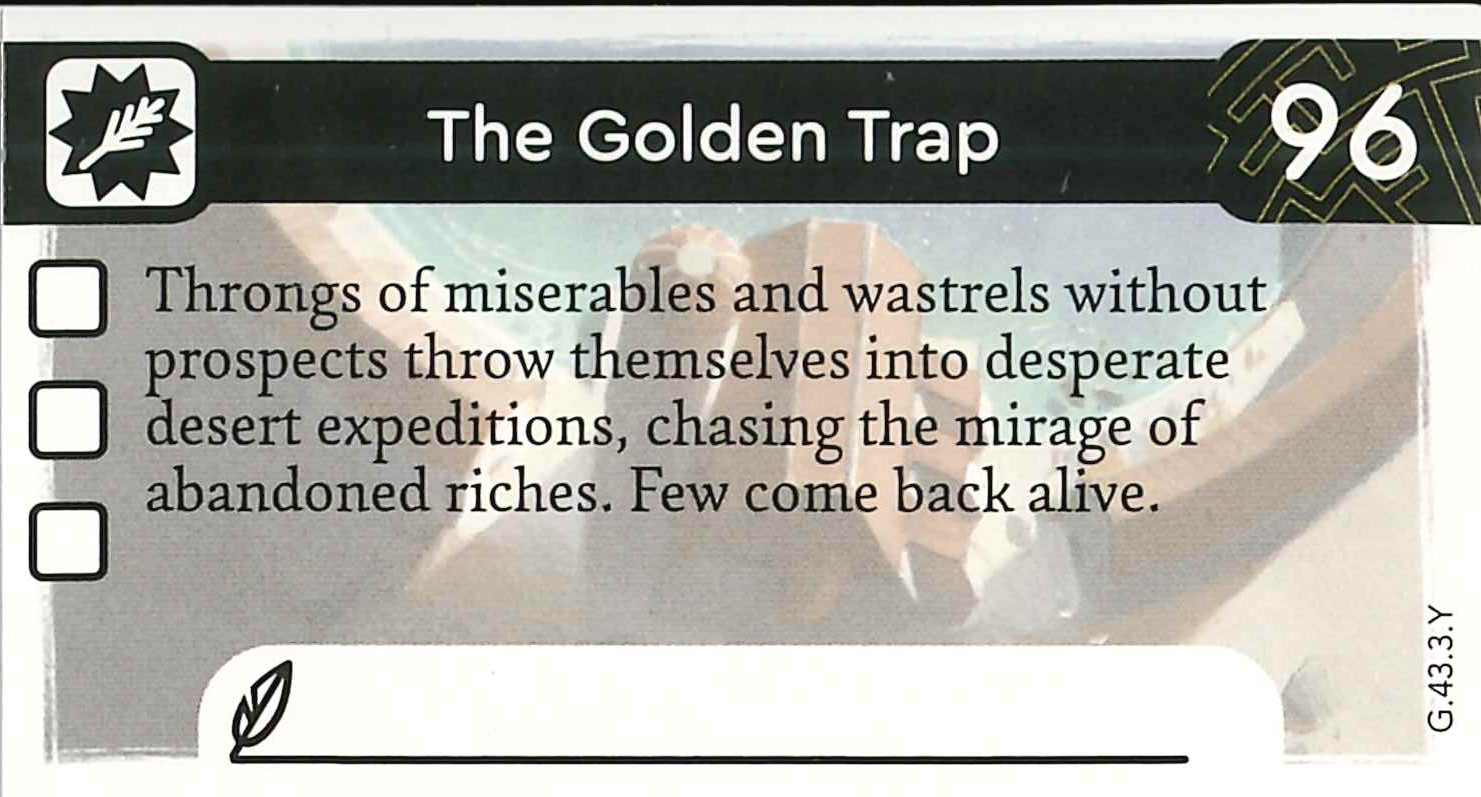 The Golden Trap
96
Throngs of miserables and wastrels without
prospects throw themselves into desperate
desert expeditions, chasing the mirage of
abandoned riches. Few come back alive.
G.43.3.Y